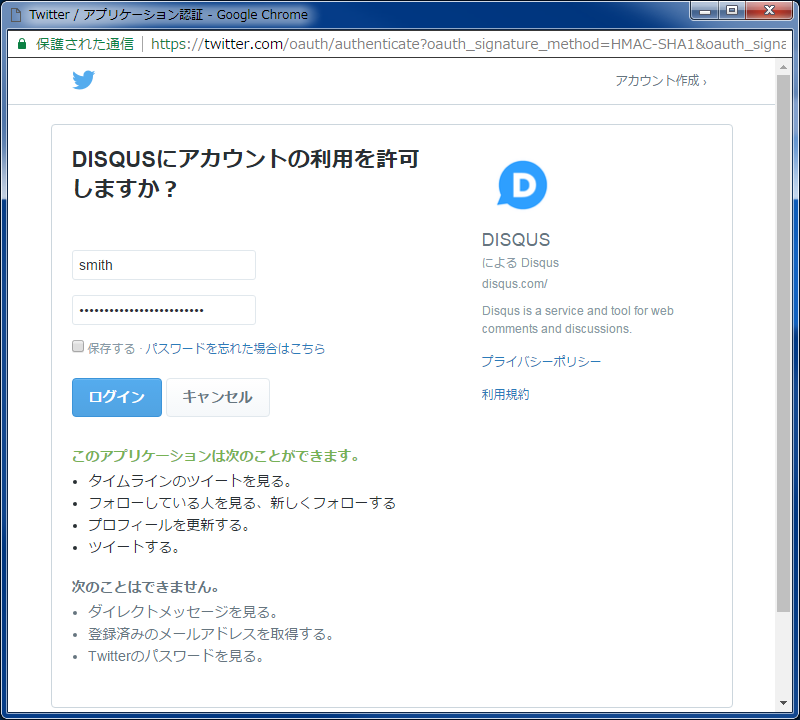 Twitter / アプリケーション認証 - Google Chrome
保護された通信 | https://twitter.com/oauth/authenticate?oauth_signature_method=HMAC-SHA1&oauth_signa
アカウント作成 ›
DISQUSにアカウントの利用を許可
しますか？
smith
•••••••••••••••••••••••••
保存する · パスワードを忘れた場合はこちら
ログイン キャンセル
このアプリケーションは次のことができます。
• タイムラインのツイートを見る。
• フォローしている人を見る、新しくフォローする
• プロフィールを更新する。
• ツイートする。
次のことはできません。
• ダイレクトメッセージを見る。
• 登録済みのメールアドレスを取得する。
• Twitterのパスワードを見る。
D
DISQUS
による Disqus
disqus.com/
Disqus is a service and tool for web
comments and discussions.
プライバシーポリシー
利用規約